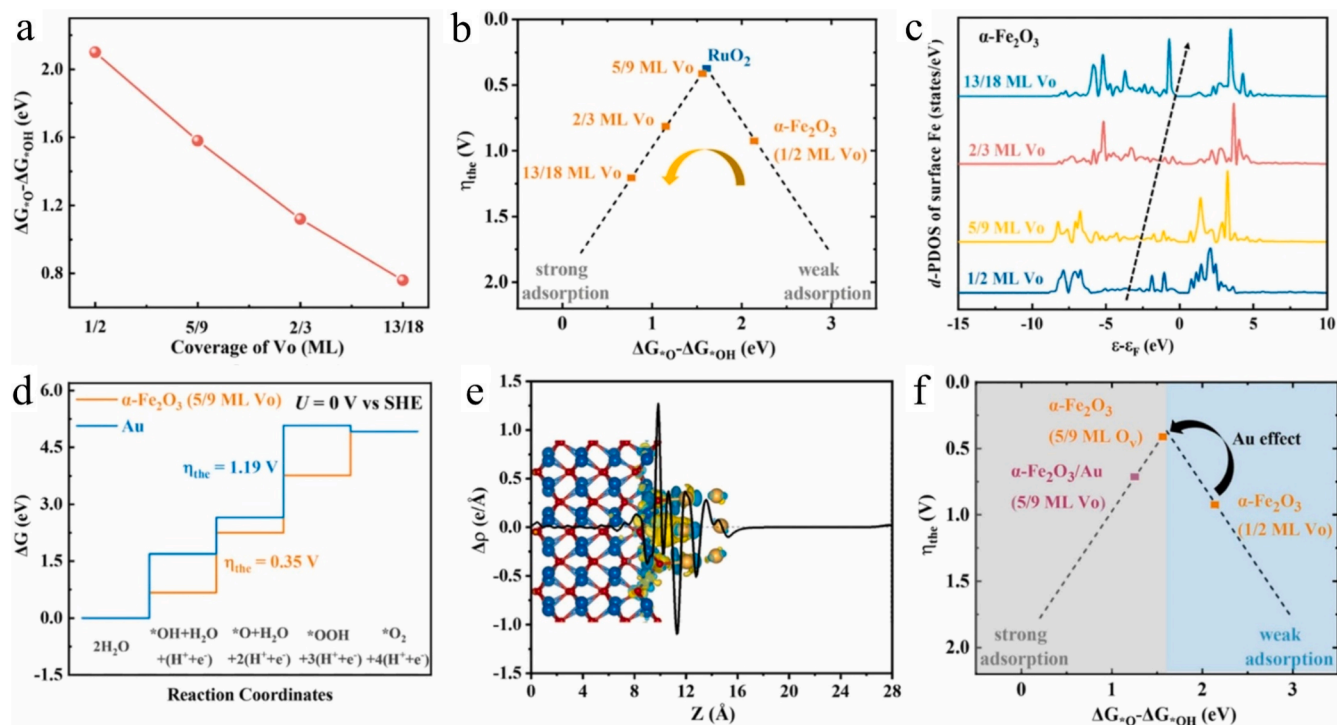 a
2.0
1.6
1.2
0.8
ΔG*O-ΔG*OH (eV)
1/2
5/9
2/3
13/18
Coverage of Vo (ML)
b
0.0
0.5
1.0
1.5
2.0
ηthe (V)
RuO2
5/9 ML Vo
2/3 ML Vo
13/18 ML Vo
α-Fe2O3
(1/2 ML Vo)
strong
adsorption
weak
adsorption
0
1
2
3
ΔG*O-ΔG*OH (eV)
c
d-PDOS of surface Fe (states/eV)
α-Fe2O3
13/18 ML Vo
2/3 ML Vo
5/9 ML Vo
1/2 ML Vo
-15
-10
-5
0
5
10
ε-εF (eV)
d
6.0
4.5
3.0
1.5
0.0
-1.5
ΔG (eV)
α-Fe2O3 (5/9 ML Vo)
Au
U = 0 V vs SHE
ηthe = 1.19 V
ηthe = 0.35 V
2H2O
*OH+H2O
+(H++e-)
*O+H2O
+2(H++e-)
*OOH
+3(H++e-)
*O2
+4(H++e-)
Reaction Coordinates
e
1.5
1.0
0.5
0.0
-0.5
-1.0
-1.5
Δρ (e/Å)
0
4
8
12
16
20
24
28
Z (Å)
f
0.0
0.5
1.0
1.5
2.0
ηthe (V)
α-Fe2O3
(5/9 ML Ov)
Au effect
α-Fe2O3/Au
(5/9 ML Vo)
α-Fe2O3
(1/2 ML Vo)
strong
adsorption
weak
adsorption
0
1
2
3
ΔG*O-ΔG*OH (eV)